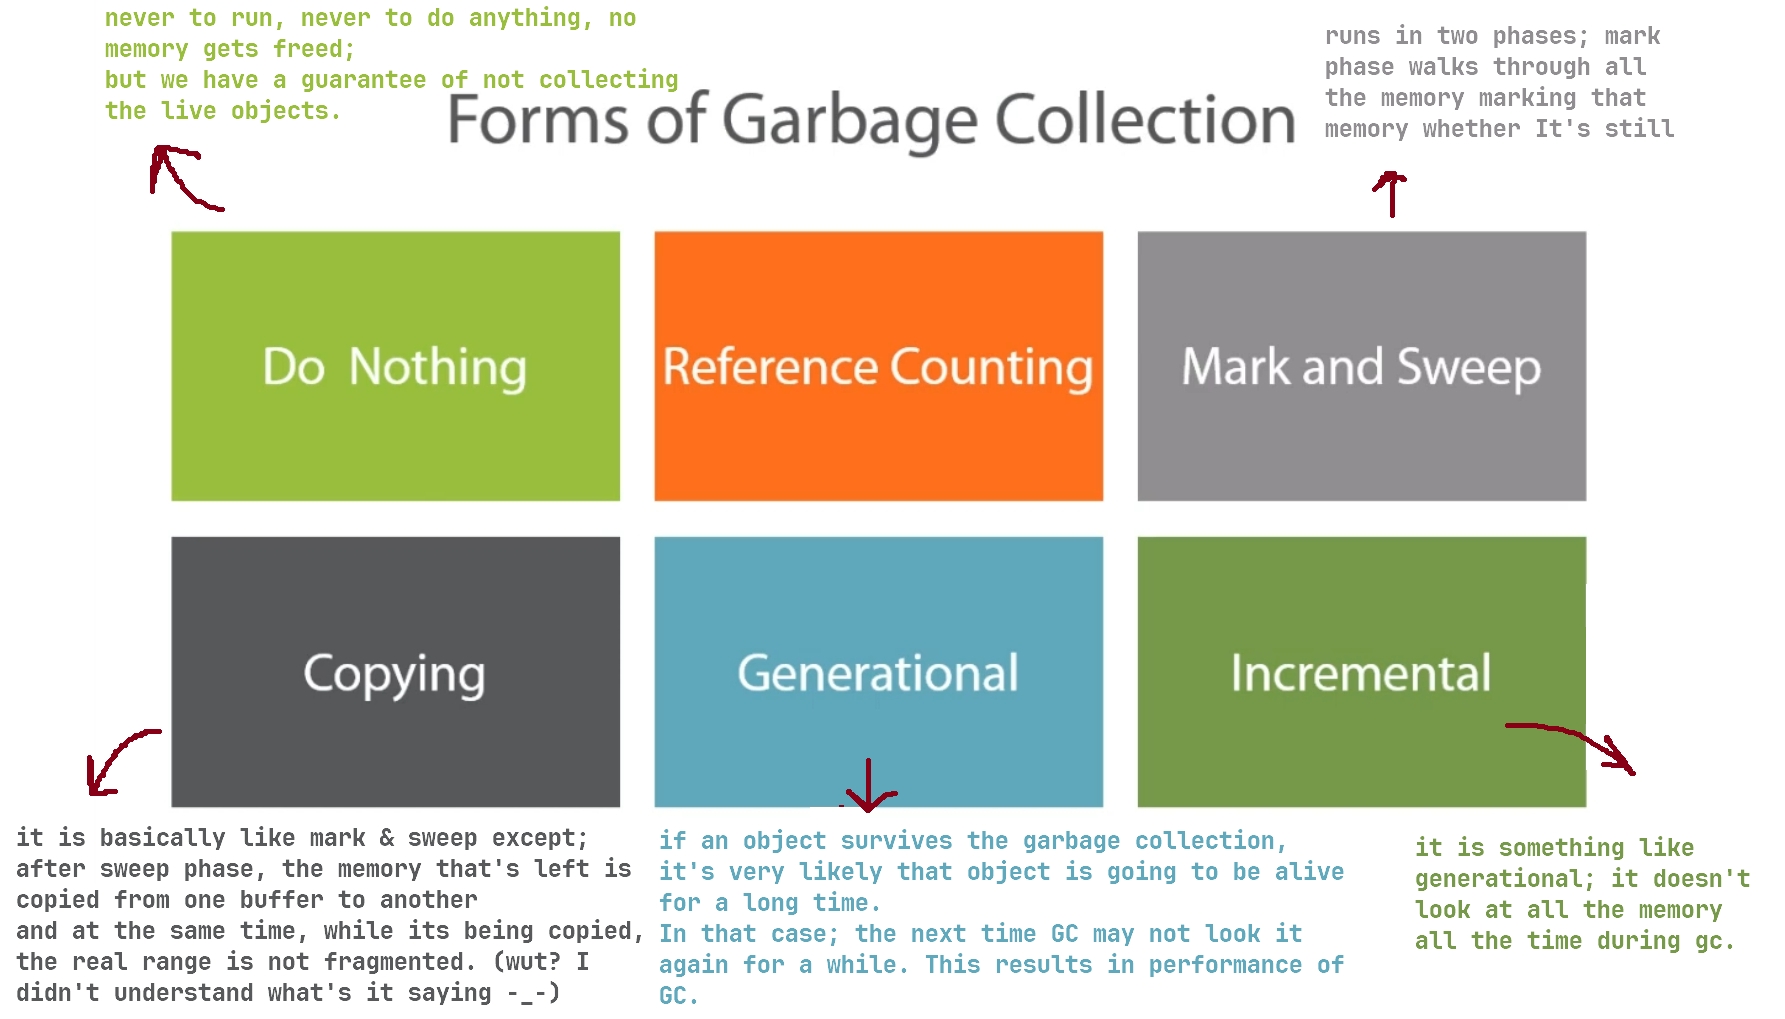 never to run, never to do anything, no
memory gets freed;
but we have a guarantee of not collecting
the live objects.
runs in two phases; mark
phase walks through all
the memory marking that
memory whether It's still
Forms of Garbage Collection
Do Nothing
Reference Counting
Mark and Sweep
Copying
Generational
Incremental
it is basically like mark & sweep except;
after sweep phase, the memory that's left is
copied from one buffer to another
and at the same time, while its being copied,
the real range is not fragmented. (wut? I
didn't understand what's it saying -_-)
if an object survives the garbage collection,
it's very likely that object is going to be alive
for a long time.
In that case; the next time GC may not look it
again for a while. This results in performance of
GC.
it is something like
generational; it doesn't
look at all the memory
all the time during gc.